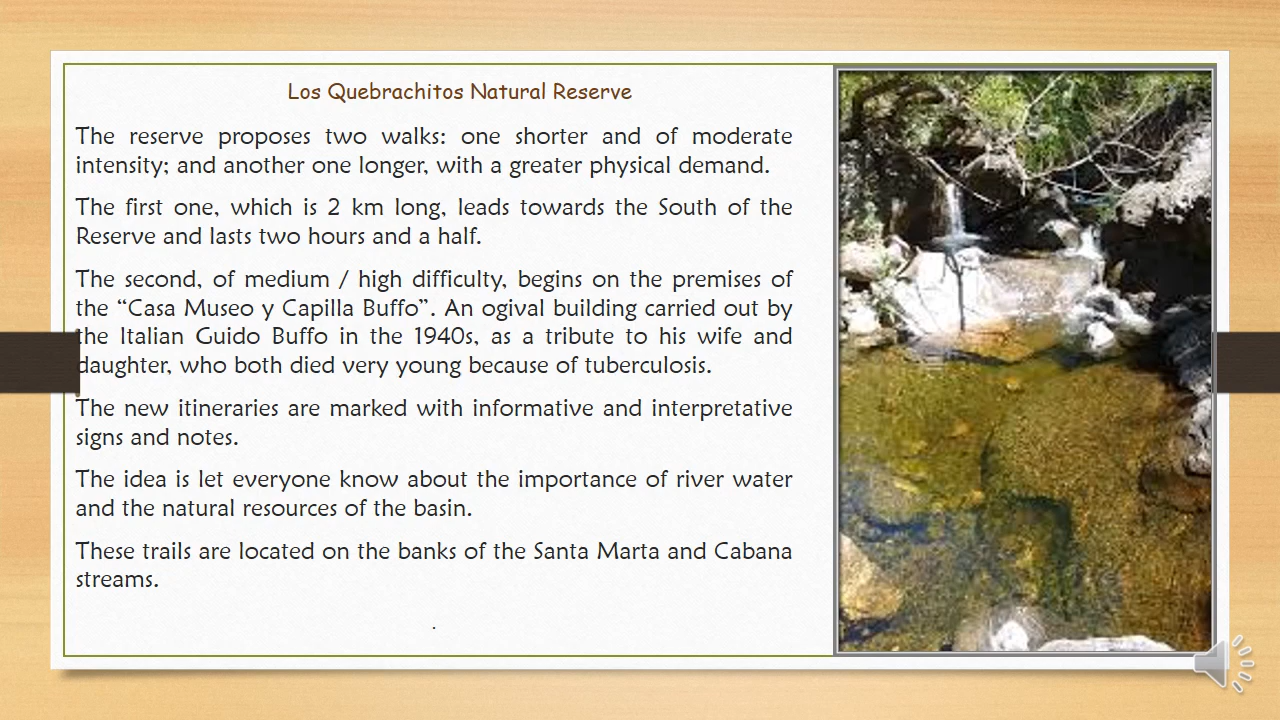 Los Quebrachitos Natural Reserve
The reserve proposes two walks: one shorter and of moderate
intensity; and another one longer, with a greater physical demand.
The first one, which is 2 km long, leads towards the South of the
Reserve and lasts two hours and a half.
The second, of medium / high difficulty, begins on the premises of
the “Casa Museo y Capilla Buffo”. An ogival building carried out by
the Italian Guido Buffo in the 1940s, as a tribute to his wife and
daughter, who both died very young because of tuberculosis.
The new itineraries are marked with informative and interpretative
signs and notes.
The idea is let everyone know about the importance of river water
and the natural resources of the basin.
These trails are located on the banks of the Santa Marta and Cabana
streams.
.